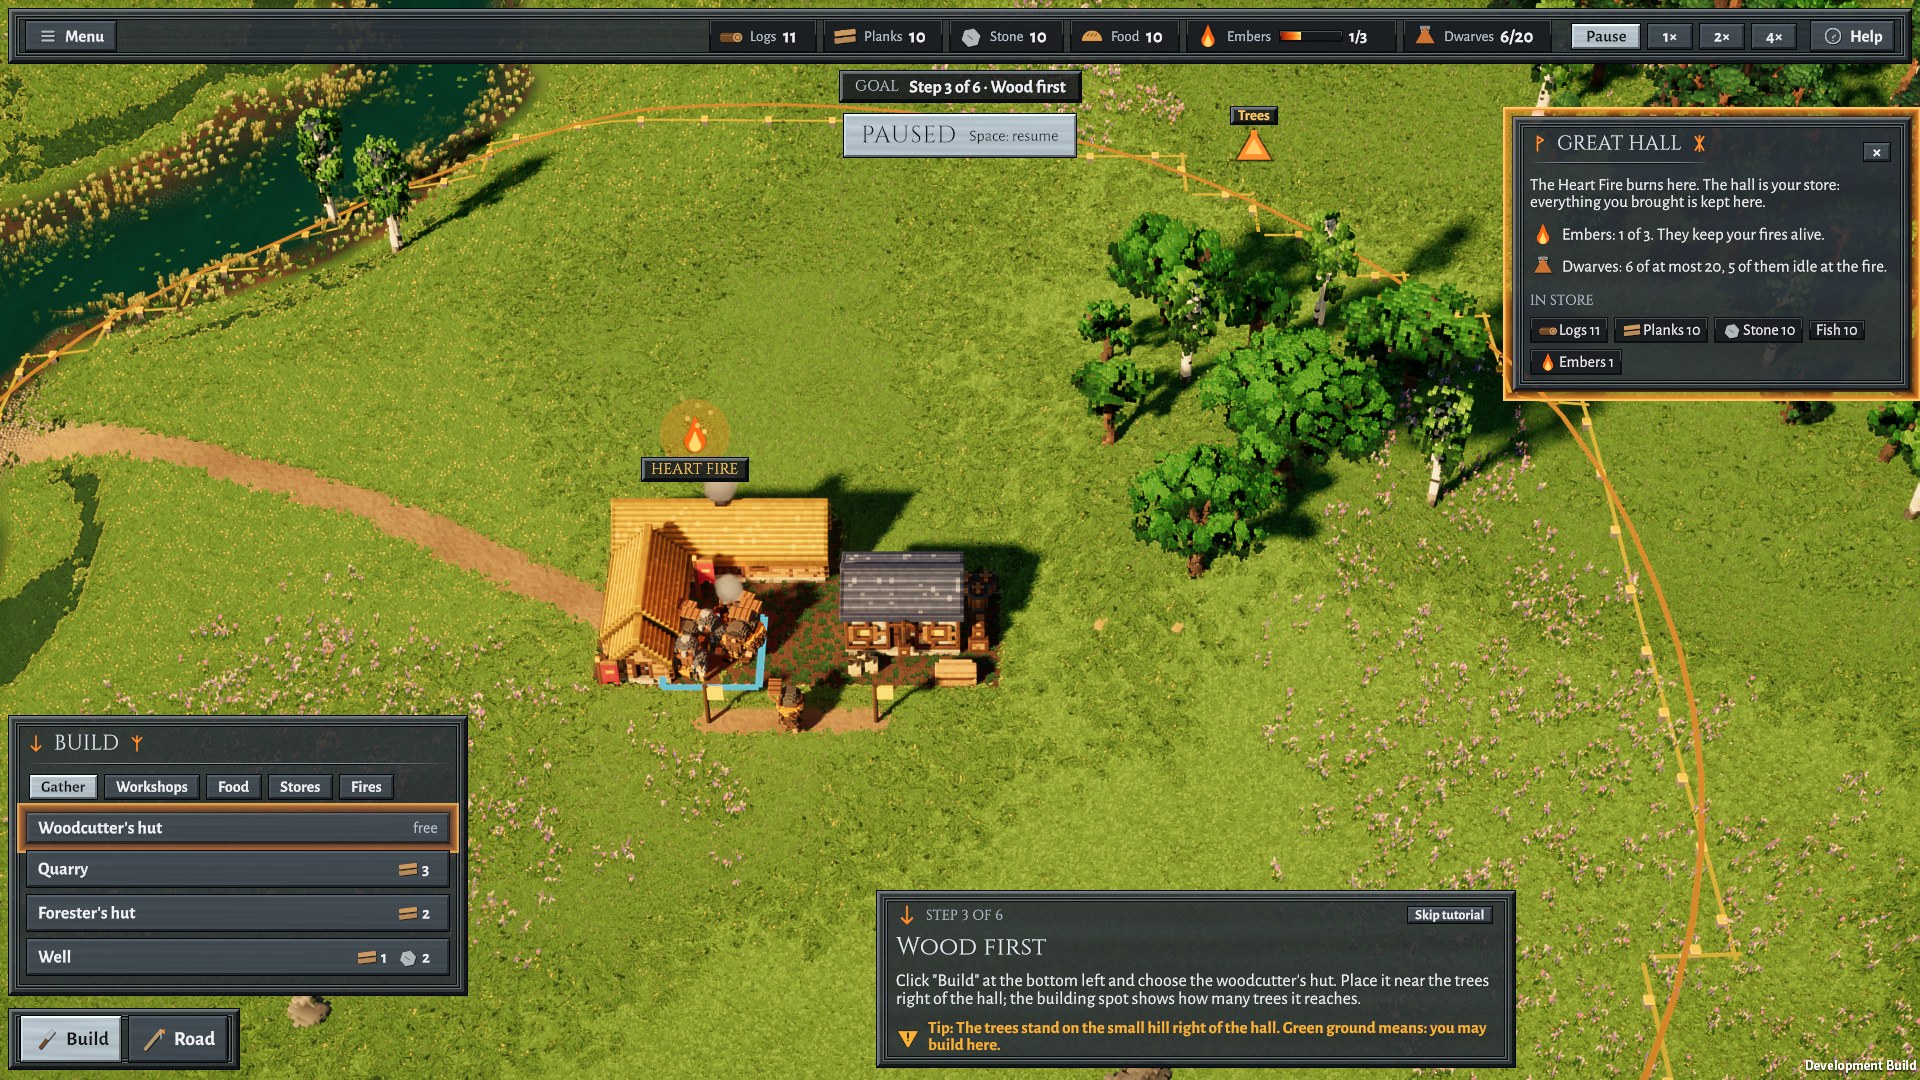 Menu
Logs 11
Planks 10
Stone 10
Food 10
Embers 1/3
Dwarves 6/20
Pause
1×
2×
4×
Help
GOAL Step 3 of 6 · Wood first
PAUSED Space: resume
Trees
GREAT HALL
×
The Heart Fire burns here. The hall is your store:
everything you brought is kept here.
Embers: 1 of 3. They keep your fires alive.
Dwarves: 6 of at most 20, 5 of them idle at the fire.
IN STORE
Logs 11
Planks 10
Stone 10
Fish 10
Embers 1
HEART FIRE
BUILD
Gather
Workshops
Food
Stores
Fires
Woodcutter's hut free
Quarry 3
Forester's hut 2
Well 1 2
Build
Road
STEP 3 OF 6
Skip tutorial
WOOD FIRST
Click "Build" at the bottom left and choose the woodcutter's hut. Place it near the trees
right of the hall; the building spot shows how many trees it reaches.
Tip: The trees stand on the small hill right of the hall. Green ground means: you may
build here.
Development Build